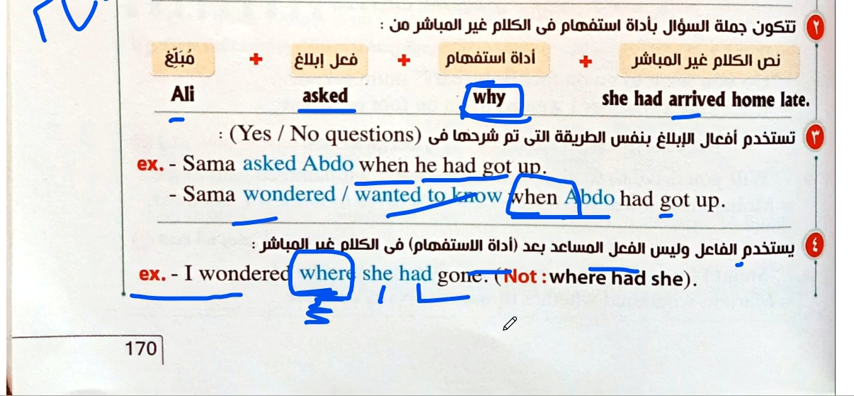 ٢ تتكون جملة السؤال بأداة استفهام فى الكلام غير المباشر من :
مُبَلِّغ + فعل إبلاغ + أداة استفهام + نص الكلام غير المباشر
Ali asked why she had arrived home late.
٣ تستخدم أفعال الإبلاغ بنفس الطريقة التى تم شرحها فى (Yes / No questions) :
ex. - Sama asked Abdo when he had got up.
- Sama wondered / wanted to know when Abdo had got up.
٤ يستخدم الفاعل وليس الفعل المساعد بعد (أداة الاستفهام) فى الكلام غير المباشر :
ex. - I wondered where she had gone. (Not : where had she).
170